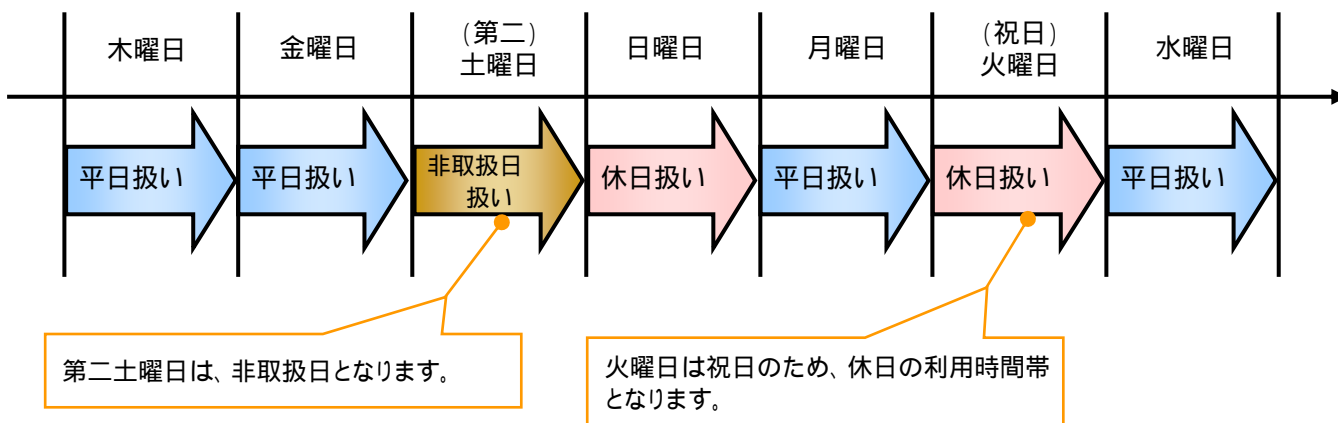 木曜日
金曜日
(第二)
土曜日
日曜日
月曜日
(祝日)
火曜日
水曜日
平日扱い
平日扱い
非取扱日
扱い
休日扱い
平日扱い
休日扱い
平日扱い
第二土曜日は、非取扱日となります。
火曜日は祝日のため、休日の利用時間帯
となります。